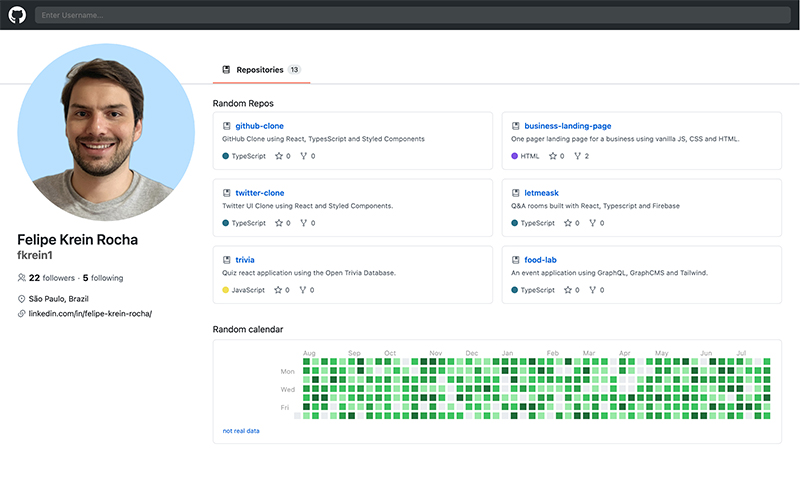 Enter Username...
Repositories 13
Random Repos
github-clone
GitHub Clone using React, TypesScript and Styled Components
TypeScript 0 0
business-landing-page
One pager landing page for a business using vanilla JS, CSS and HTML.
HTML 0 2
twitter-clone
Twitter UI Clone using React and Styled Components.
TypeScript 0 0
letmeask
Q&A rooms built with React, Typescript and Firebase
TypeScript 0 0
trivia
Quiz react application using the Open Trivia Database.
JavaScript 0 0
food-lab
An event application using GraphQL, GraphCMS and Tailwind.
TypeScript 0 0
Felipe Krein Rocha
fkrein1
22 followers · 5 following
São Paulo, Brazil
linkedin.com/in/felipe-krein-rocha/
Random calendar
Aug Sep Oct Nov Dec Jan Feb Mar Apr May Jun Jul
Mon
Wed
Fri
not real data